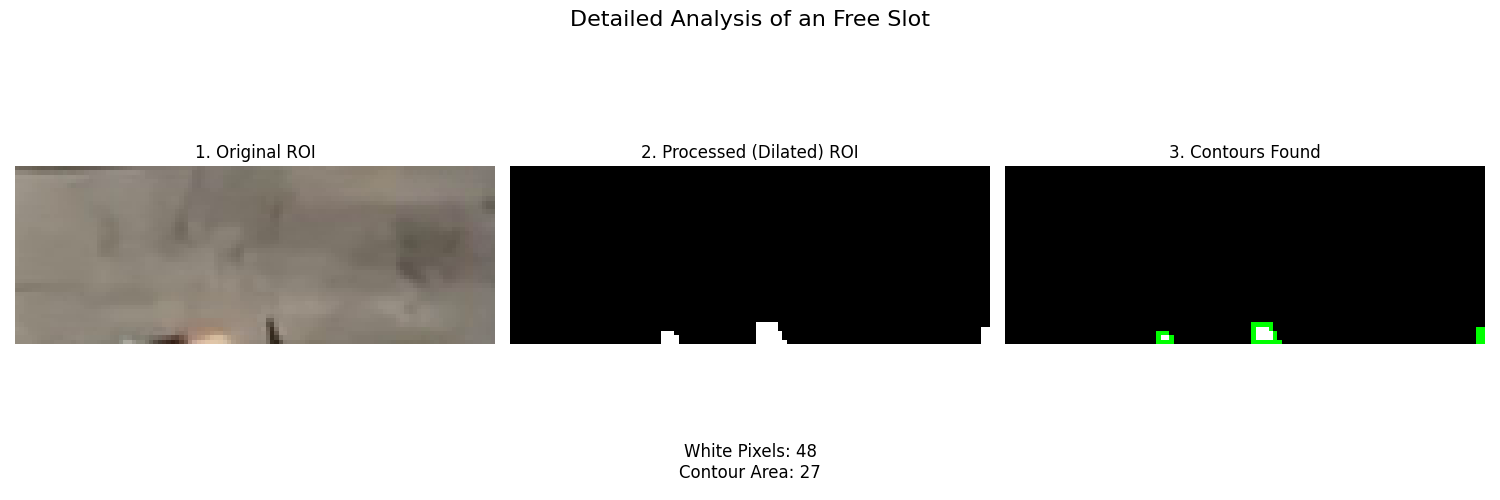 Detailed Analysis of an Free Slot
1. Original ROI
2. Processed (Dilated) ROI
3. Contours Found
White Pixels: 48
Contour Area: 27